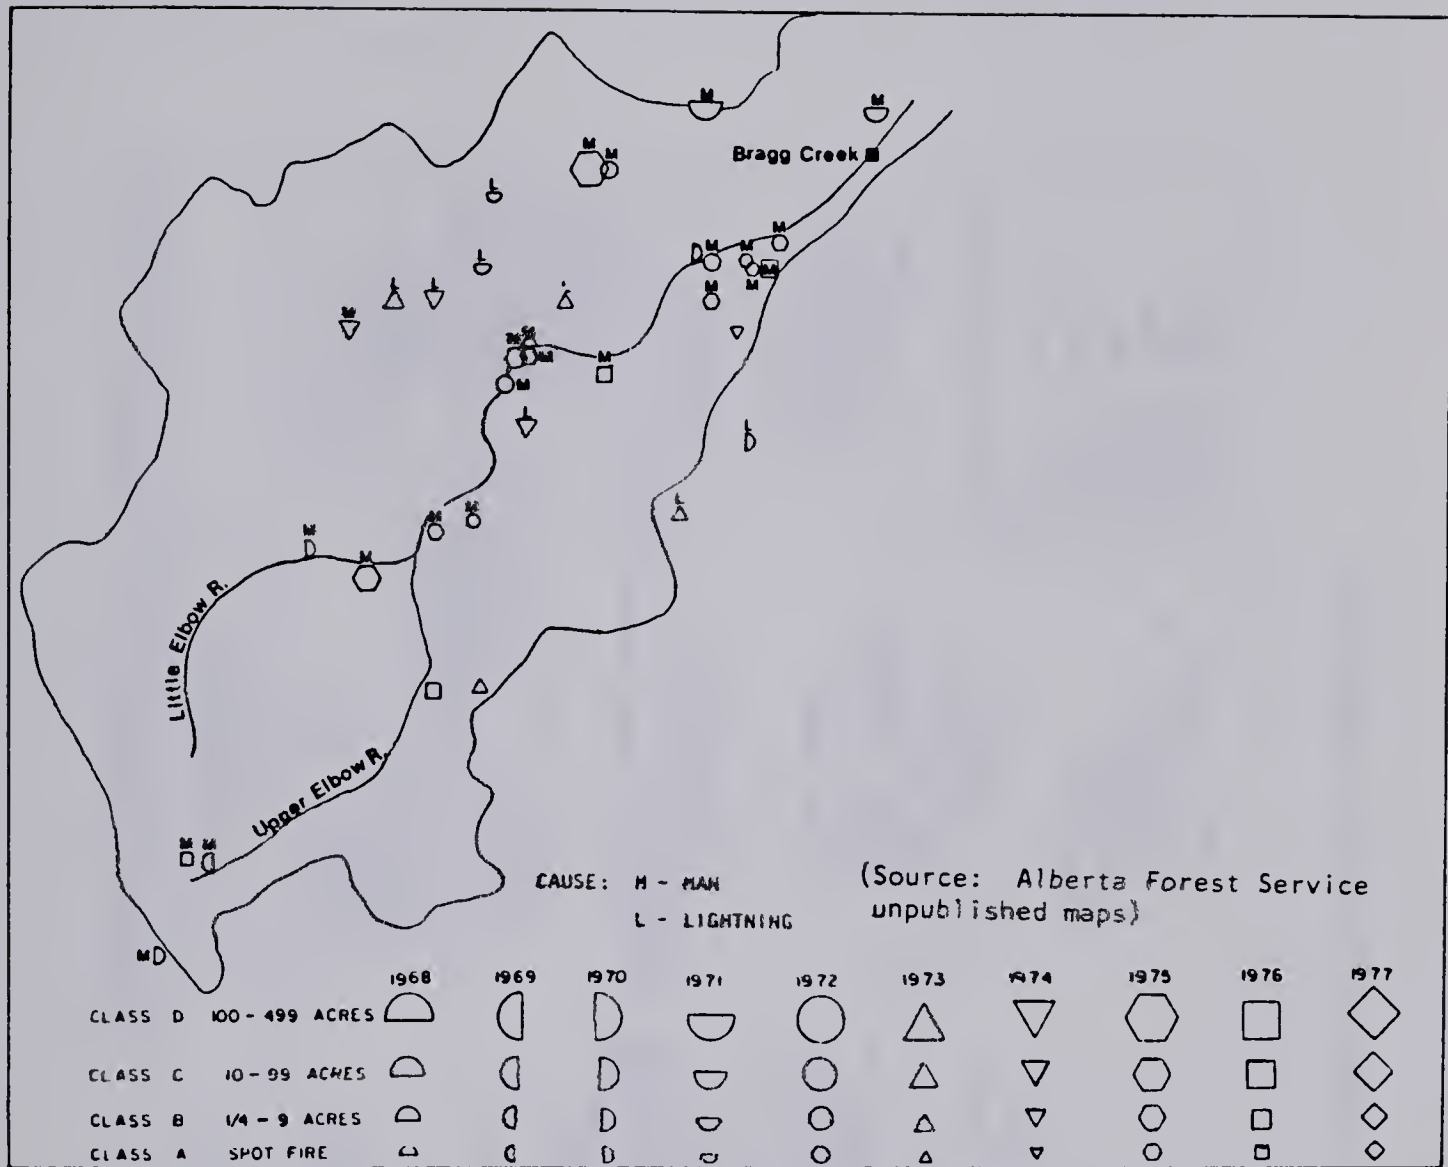 M
M
Bragg Creek
M
M
L
L
M
M
M
M
M
M
L
L
M
M
M
M
M
L
L
L
M
M
M
M
Little Elbow R.
Upper Elbow R.
M M
M
CAUSE: M - MAN
L - LIGHTNING
(Source: Alberta Forest Service
unpublished maps)
1968 1969 1970 1971 1972 1973 1974 1975 1976 1977
CLASS D 100 - 499 ACRES
CLASS C 10 - 99 ACRES
CLASS B 1/4 - 9 ACRES
CLASS A SPOT FIRE